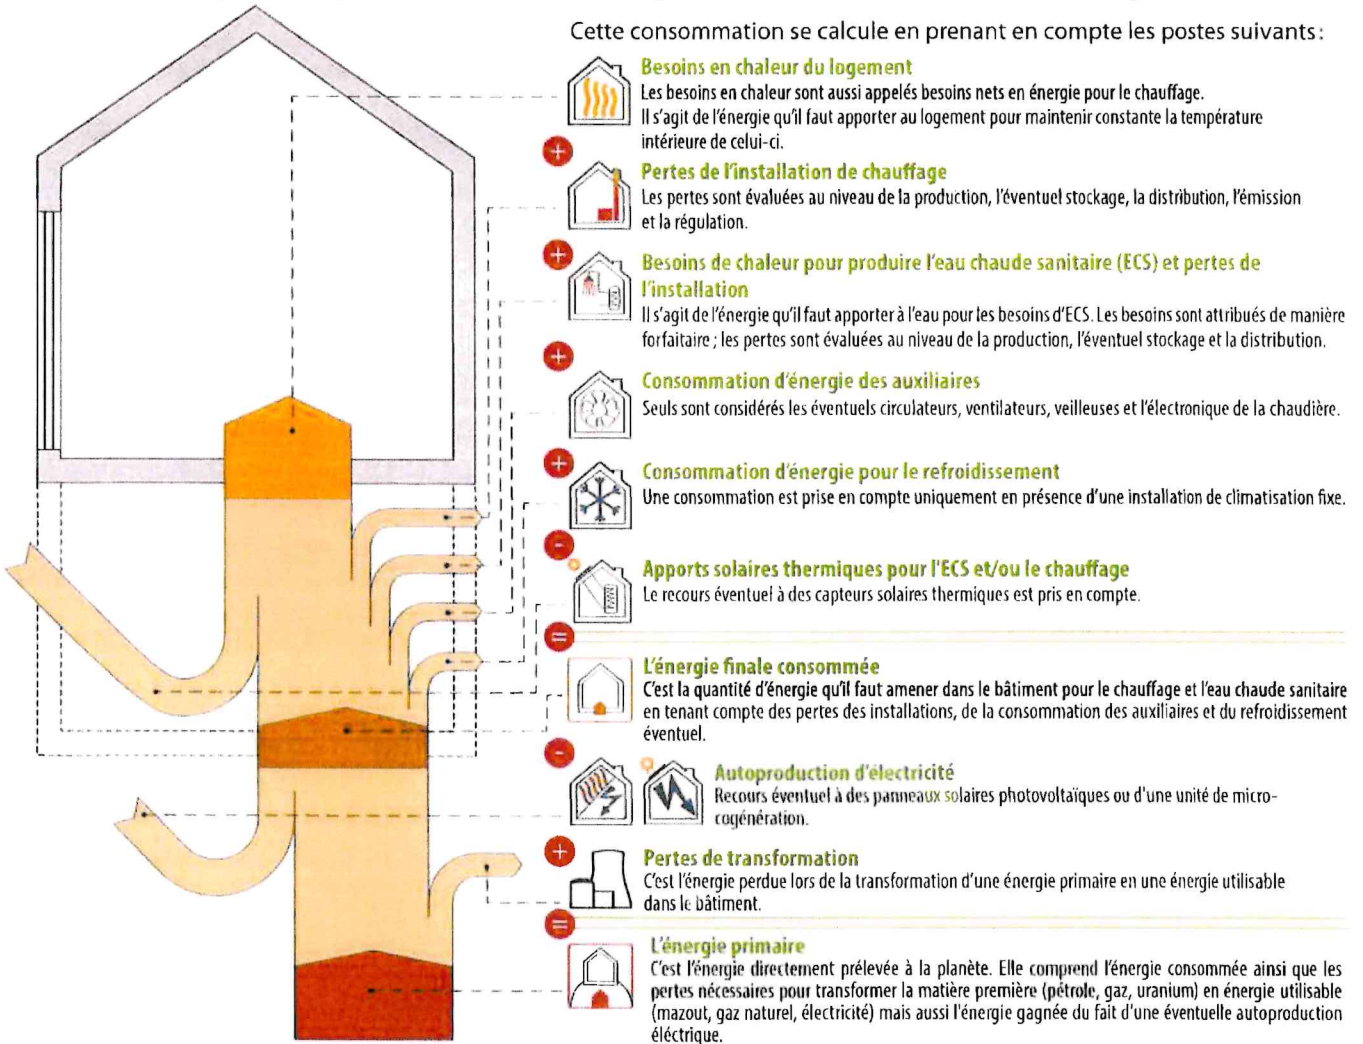 Cette consommation se calcule en prenant en compte les postes suivants :
Besoins en chaleur du logement
Les besoins en chaleur sont aussi appelés besoins nets en énergie pour le chauffage.
Il s'agit de l'énergie qu'il faut apporter au logement pour maintenir constante la température
intérieure de celui-ci.
+
Pertes de l'installation de chauffage
Les pertes sont évaluées au niveau de la production, l'éventuel stockage, la distribution, l'émission
et la régulation.
+
Besoins de chaleur pour produire l'eau chaude sanitaire (ECS) et pertes de
l'installation
Il s'agit de l'énergie qu'il faut apporter à l'eau pour les besoins d'ECS. Les besoins sont attribués de manière
forfaitaire ; les pertes sont évaluées au niveau de la production, l'éventuel stockage et la distribution.
+
Consommation d'énergie des auxiliaires
Seuls sont considérés les éventuels circulateurs, ventilateurs, veilleuses et l'électronique de la chaudière.
+
Consommation d'énergie pour le refroidissement
Une consommation est prise en compte uniquement en présence d'une installation de climatisation fixe.
-
Apports solaires thermiques pour l'ECS et/ou le chauffage
Le recours éventuel à des capteurs solaires thermiques est pris en compte.
=
L'énergie finale consommée
C'est la quantité d'énergie qu'il faut amener dans le bâtiment pour le chauffage et l'eau chaude sanitaire
en tenant compte des pertes des installations, de la consommation des auxiliaires et du refroidissement
éventuel.
-
Autoproduction d'électricité
Recours éventuel à des panneaux solaires photovoltaïques ou d'une unité de micro-
cogénération.
+
Pertes de transformation
C'est l'énergie perdue lors de la transformation d'une énergie primaire en une énergie utilisable
dans le bâtiment.
=
L'énergie primaire
C'est l'énergie directement prélevée à la planète. Elle comprend l'énergie consommée ainsi que les
pertes nécessaires pour transformer la matière première (pétrole, gaz, uranium) en énergie utilisable
(mazout, gaz naturel, électricité) mais aussi l'énergie gagnée du fait d'une éventuelle autoproduction
éléctrique.